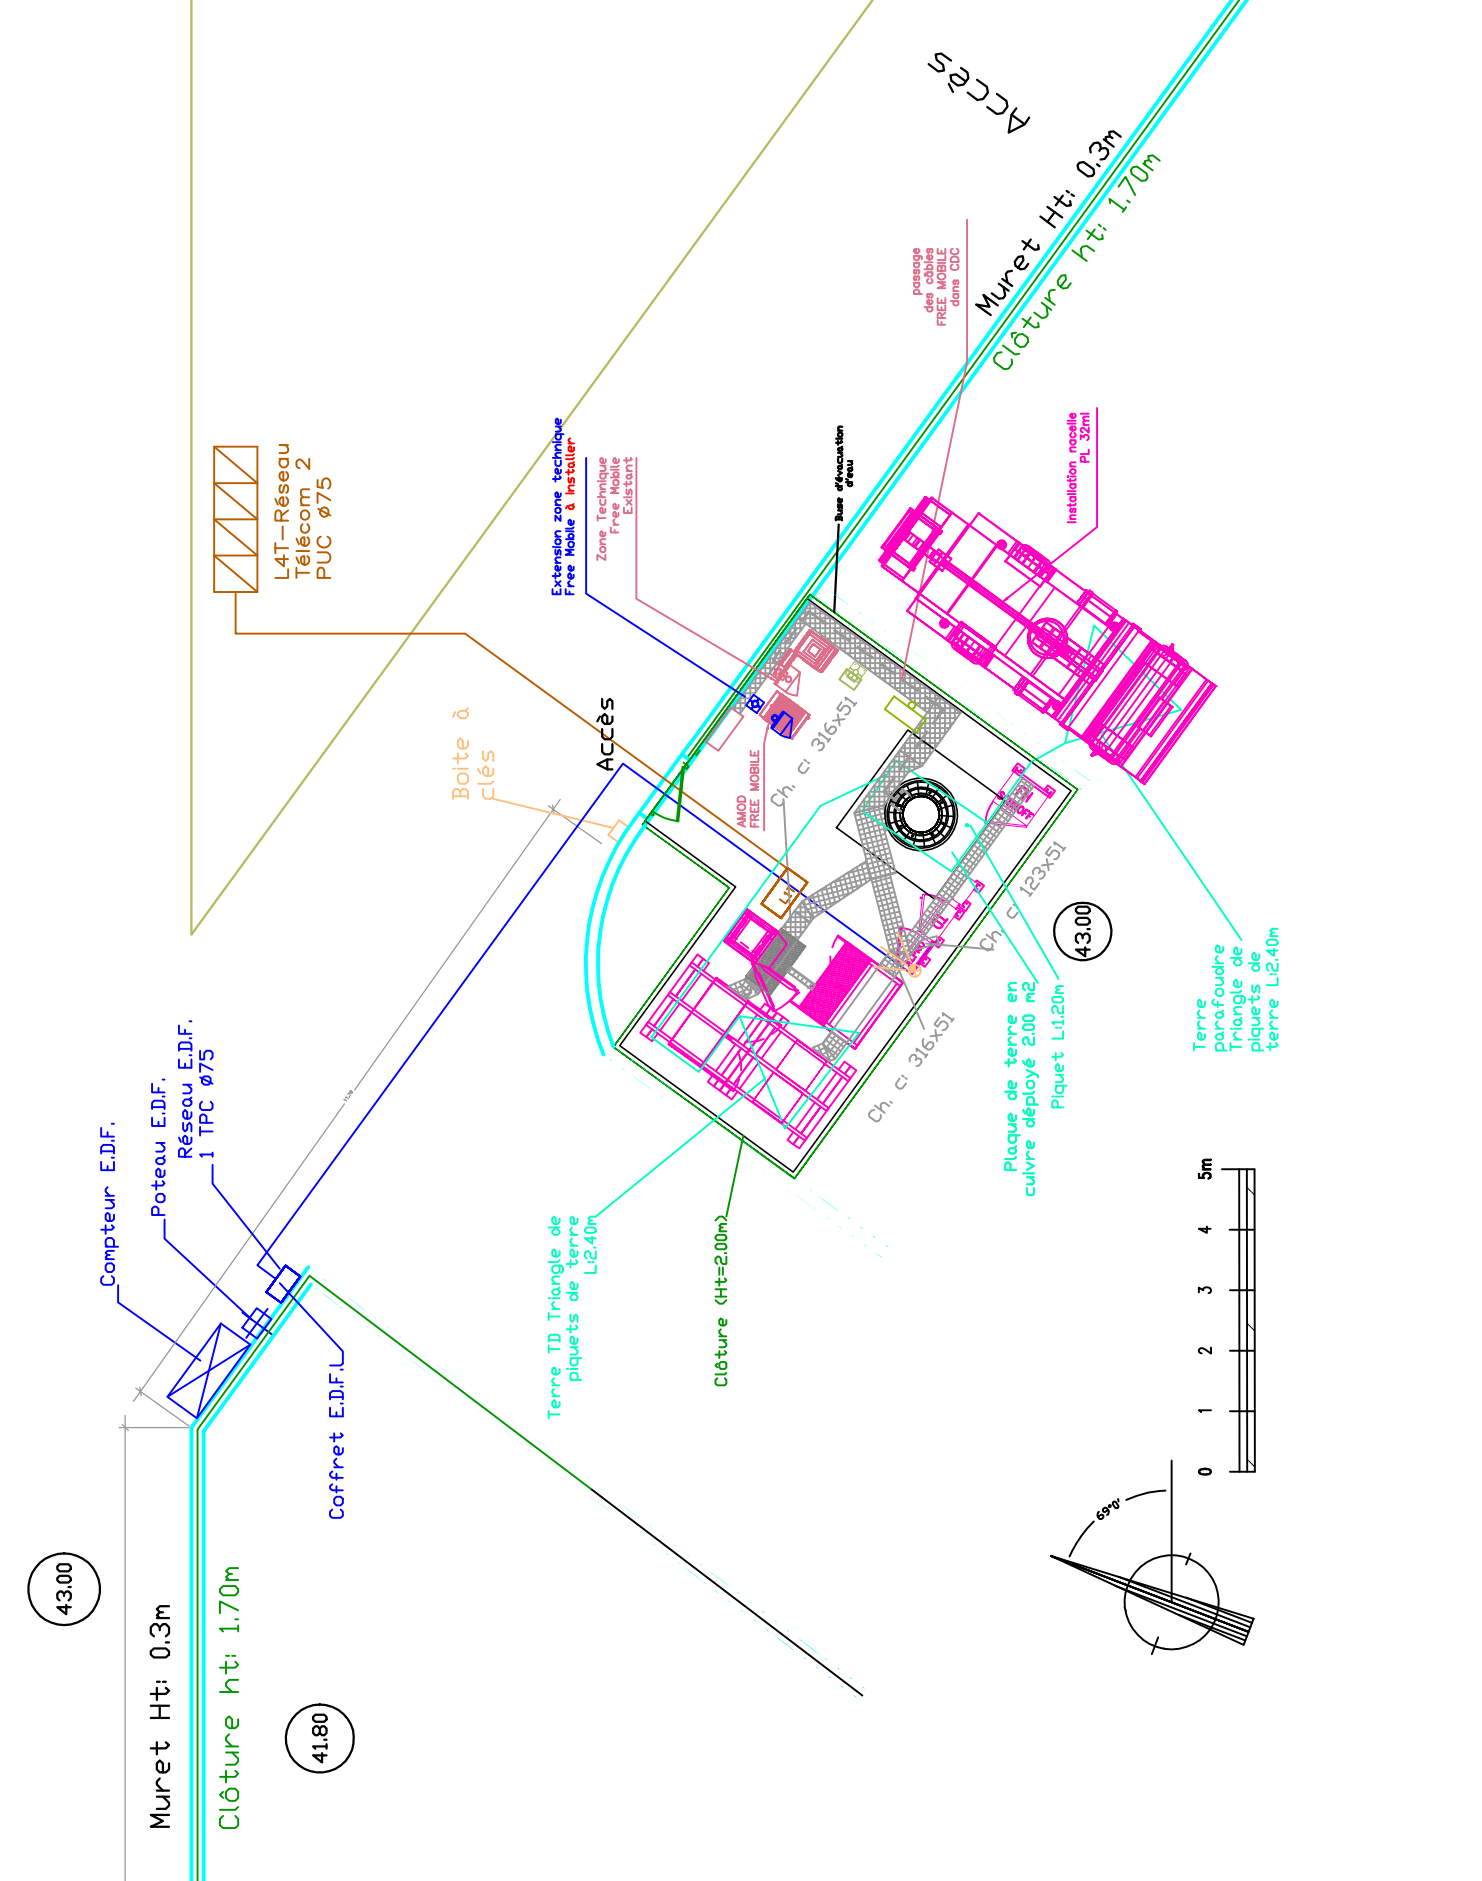 Accès
Muret Ht: 0.3m
Clôture ht: 1.70m
passage
des câbles
FREE MOBILE
dans CDC
Installation nacelle
PL 32ml
Buse d'évacuation
d'eau
Extension zone technique
Free Mobile à installer
Zone Technique
Free Mobile
Existant
L4T-Réseau
Télécom 2
PUC ø75
Boite à
clés
Accès
AMOD
FREE MOBILE
Ch. c: 316x51
Ch. c: 123x51
Ch. c: 316x51
L4T
TD
43.00
Terre
parafoudre
Triangle de
piquets de
terre L:2.40m
Plaque de terre en
cuivre déployé 2.00 m2
Piquet L:1.20m
Terre TD Triangle de
piquets de terre
L:2.40m
Clôture (Ht=2.00m)
Compteur E.D.F.
Poteau E.D.F.
Réseau E.D.F.
1 TPC ø75
Coffret E.D.F.
43.00
41.80
Muret Ht: 0.3m
Clôture ht: 1.70m
0
1
2
3
4
5m
69°0'